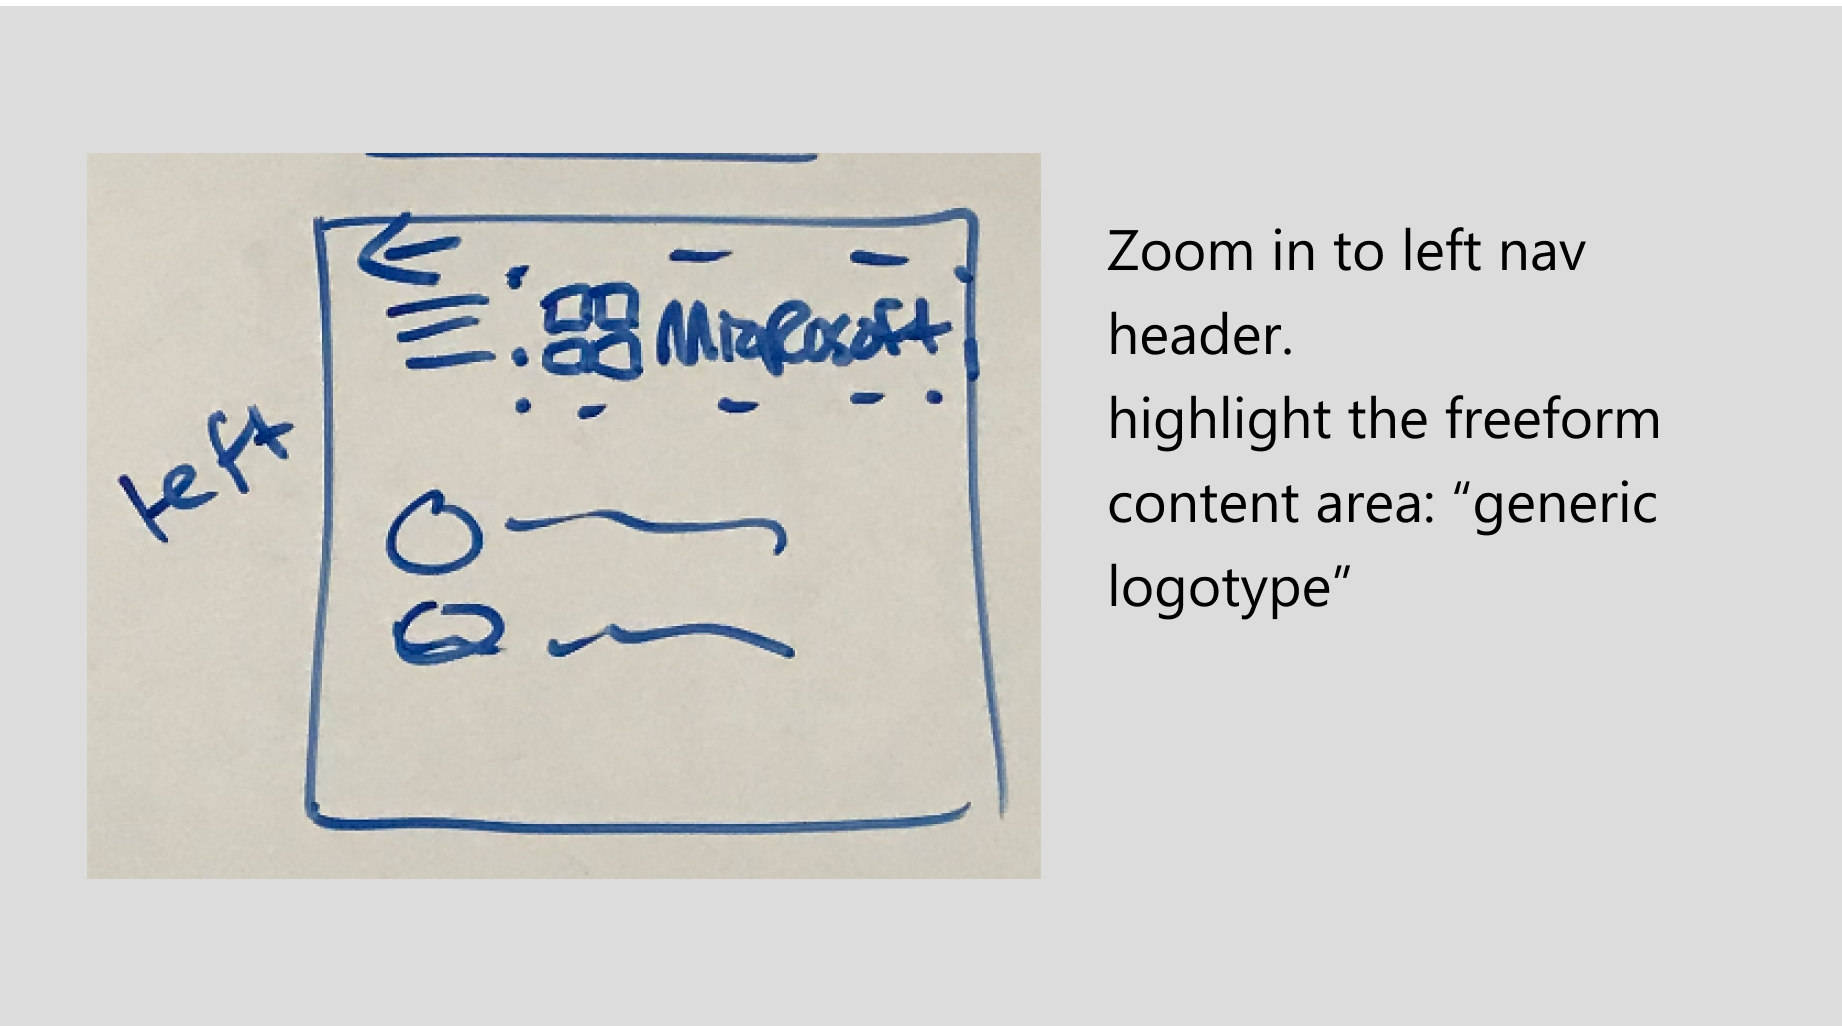 left
Microsoft
Zoom in to left nav
header.
highlight the freeform
content area: “generic
logotype”